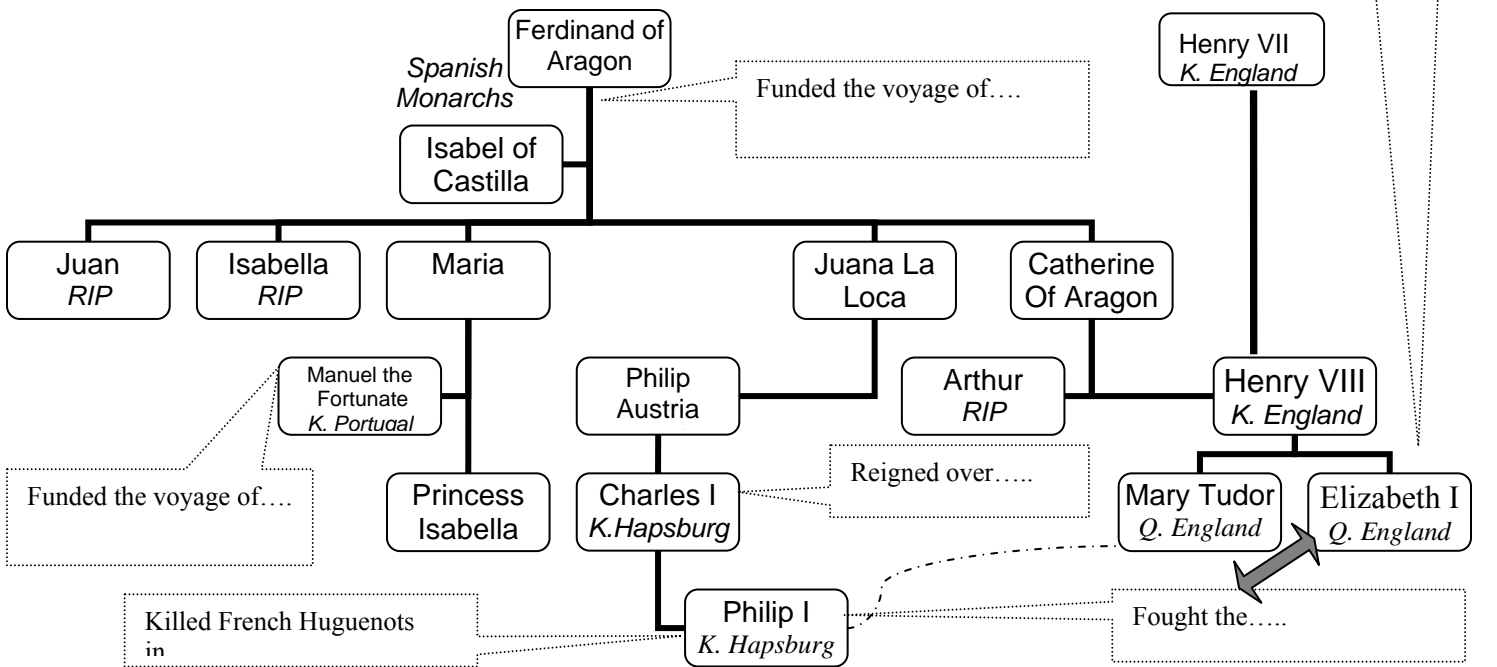 Ferdinand of
Aragon
Henry VII
K. England
Spanish
Monarchs
Funded the voyage of….
Isabel of
Castilla
Juan
RIP
Isabella
RIP
Maria
Juana La
Loca
Catherine
Of Aragon
Manuel the
Fortunate
K. Portugal
Philip
Austria
Arthur
RIP
Henry VIII
K. England
Funded the voyage of….
Princess
Isabella
Charles I
K.Hapsburg
Reigned over…..
Mary Tudor
Q. England
Elizabeth I
Q. England
Killed French Huguenots
in
Philip I
K. Hapsburg
Fought the…..